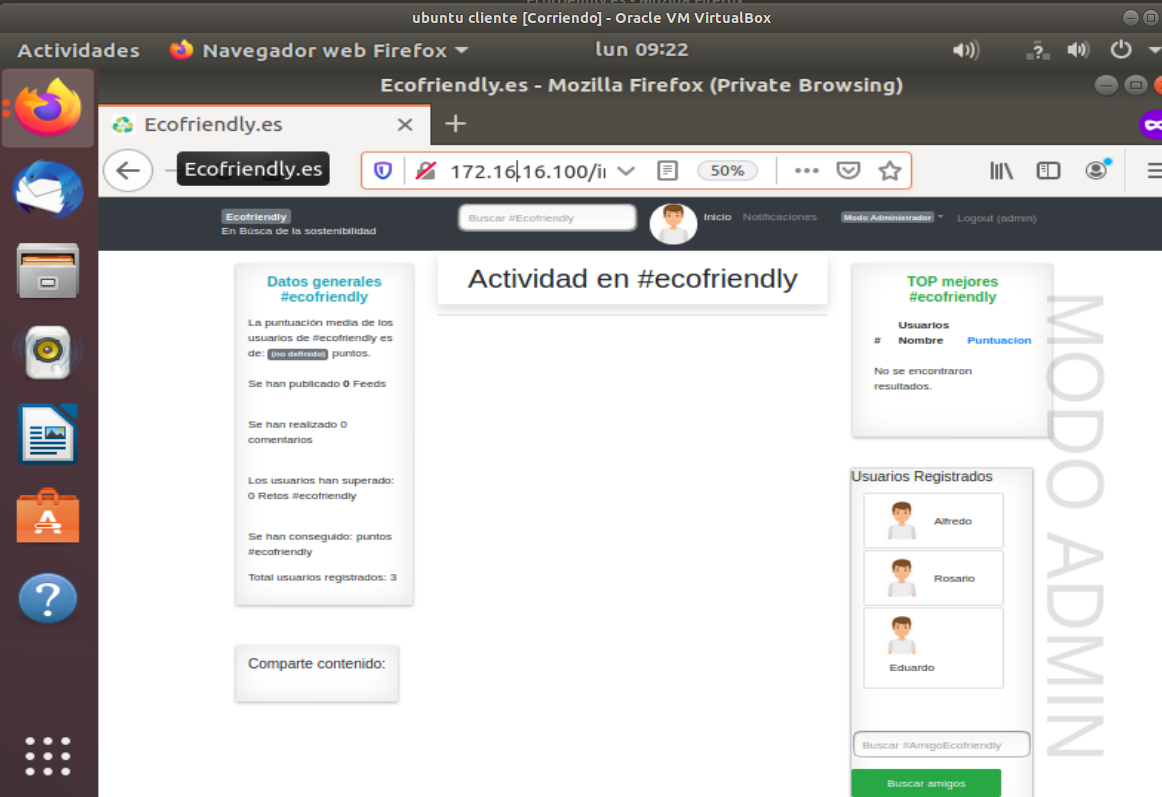 ubuntu cliente [Corriendo] - Oracle VM VirtualBox
Actividades Navegador web Firefox lun 09:22
Ecofriendly.es - Mozilla Firefox (Private Browsing)
Ecofriendly.es
Ecofriendly.es 172.16.16.100/ii 50%
Ecofriendly
En Búsca de la sostenibilidad
Buscar #Ecofriendly
Inicio Notificaciones Modo Administrador Logout (admin)
Datos generales
#ecofriendly
La puntuación media de los
usuarios de #ecofriendly es
de: (no definido) puntos.
Se han publicado 0 Feeds
Se han realizado 0
comentarios
Los usuarios han superado:
0 Retos #ecofriendly
Se han conseguido: puntos
#ecofriendly
Total usuarios registrados: 3
Comparte contenido:
Actividad en #ecofriendly
TOP mejores
#ecofriendly
Usuarios
# Nombre Puntuacion
No se encontraron
resultados.
Usuarios Registrados
Alfredo
Rosario
Eduardo
Buscar #AmigoEcofriendly
Buscar amigos
MODO ADMIN